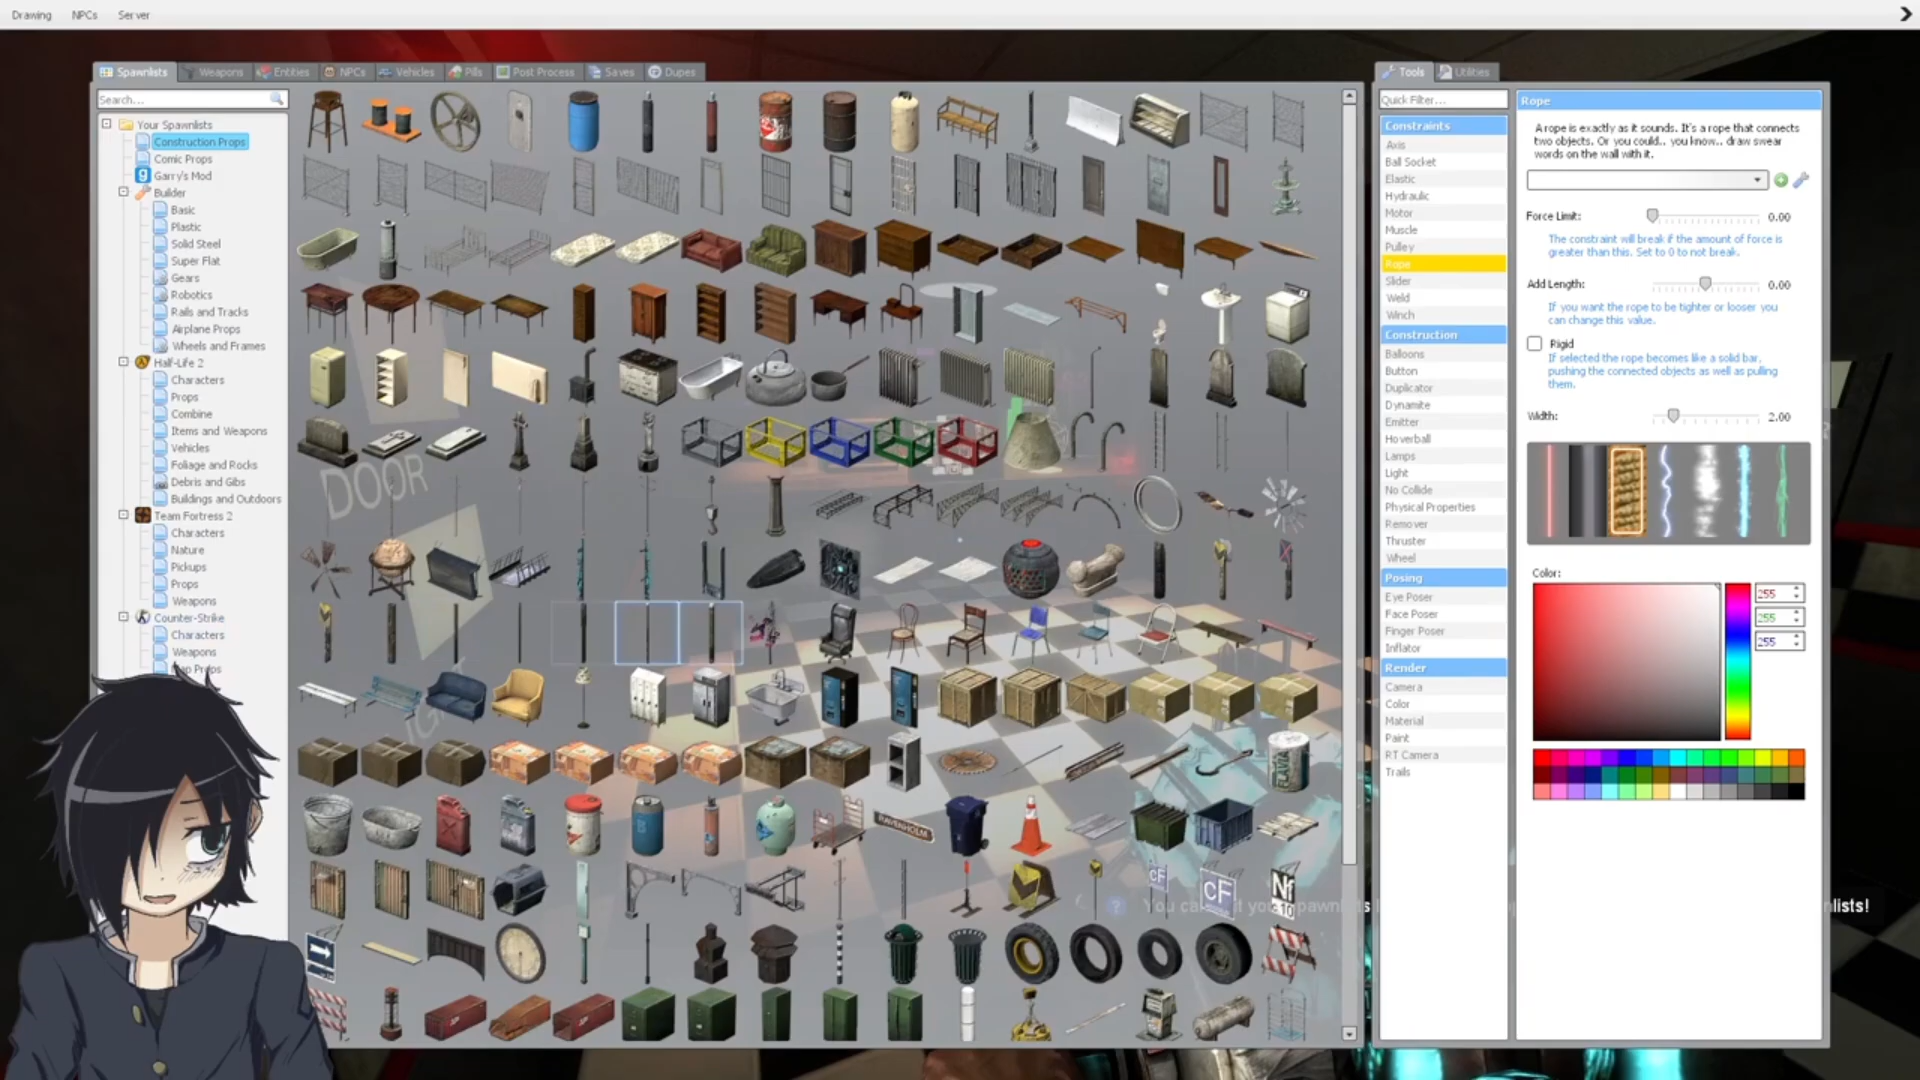 Drawing NPCs Server
Spawnlists Weapons Entities NPCs Vehicles Pills Post Process Saves Dupes
Search...
Your Spawnlists
Construction Props
Comic Props
Garry's Mod
Builder
Basic
Plastic
Solid Steel
Super Flat
Gears
Robotics
Rails and Tracks
Airplane Props
Wheels and Frames
Half-Life 2
Characters
Props
Combine
Items and Weapons
Vehicles
Foliage and Rocks
Debris and Gibs
Buildings and Outdoors
Team Fortress 2
Characters
Nature
Pickups
Props
Weapons
Counter-Strike
Characters
Weapons
Props
DOOR
RAVENHOLM
cF
cF
Nf
Tools Utilities
Quick Filter...
Constraints
Axis
Ball Socket
Elastic
Hydraulic
Motor
Muscle
Pulley
Rope
Slider
Weld
Winch
Construction
Balloons
Button
Duplicator
Dynamite
Emitter
Hoverball
Lamps
Light
No Collide
Physical Properties
Remover
Thruster
Wheel
Posing
Eye Poser
Face Poser
Finger Poser
Inflator
Render
Camera
Color
Material
Paint
RT Camera
Trails
Rope
A rope is exactly as it sounds. It's a rope that connects
two objects. Or you could.. you know.. draw swear
words on the wall with it.
Force Limit: 0.00
The constraint will break if the amount of force is
greater than this. Set to 0 to not break.
Add Length: 0.00
If you want the rope to be tighter or looser you
can change this value.
Rigid
If selected the rope becomes like a solid bar,
pushing the connected objects as well as pulling
them.
Width: 2.00
Color:
255
255
255
nlists!